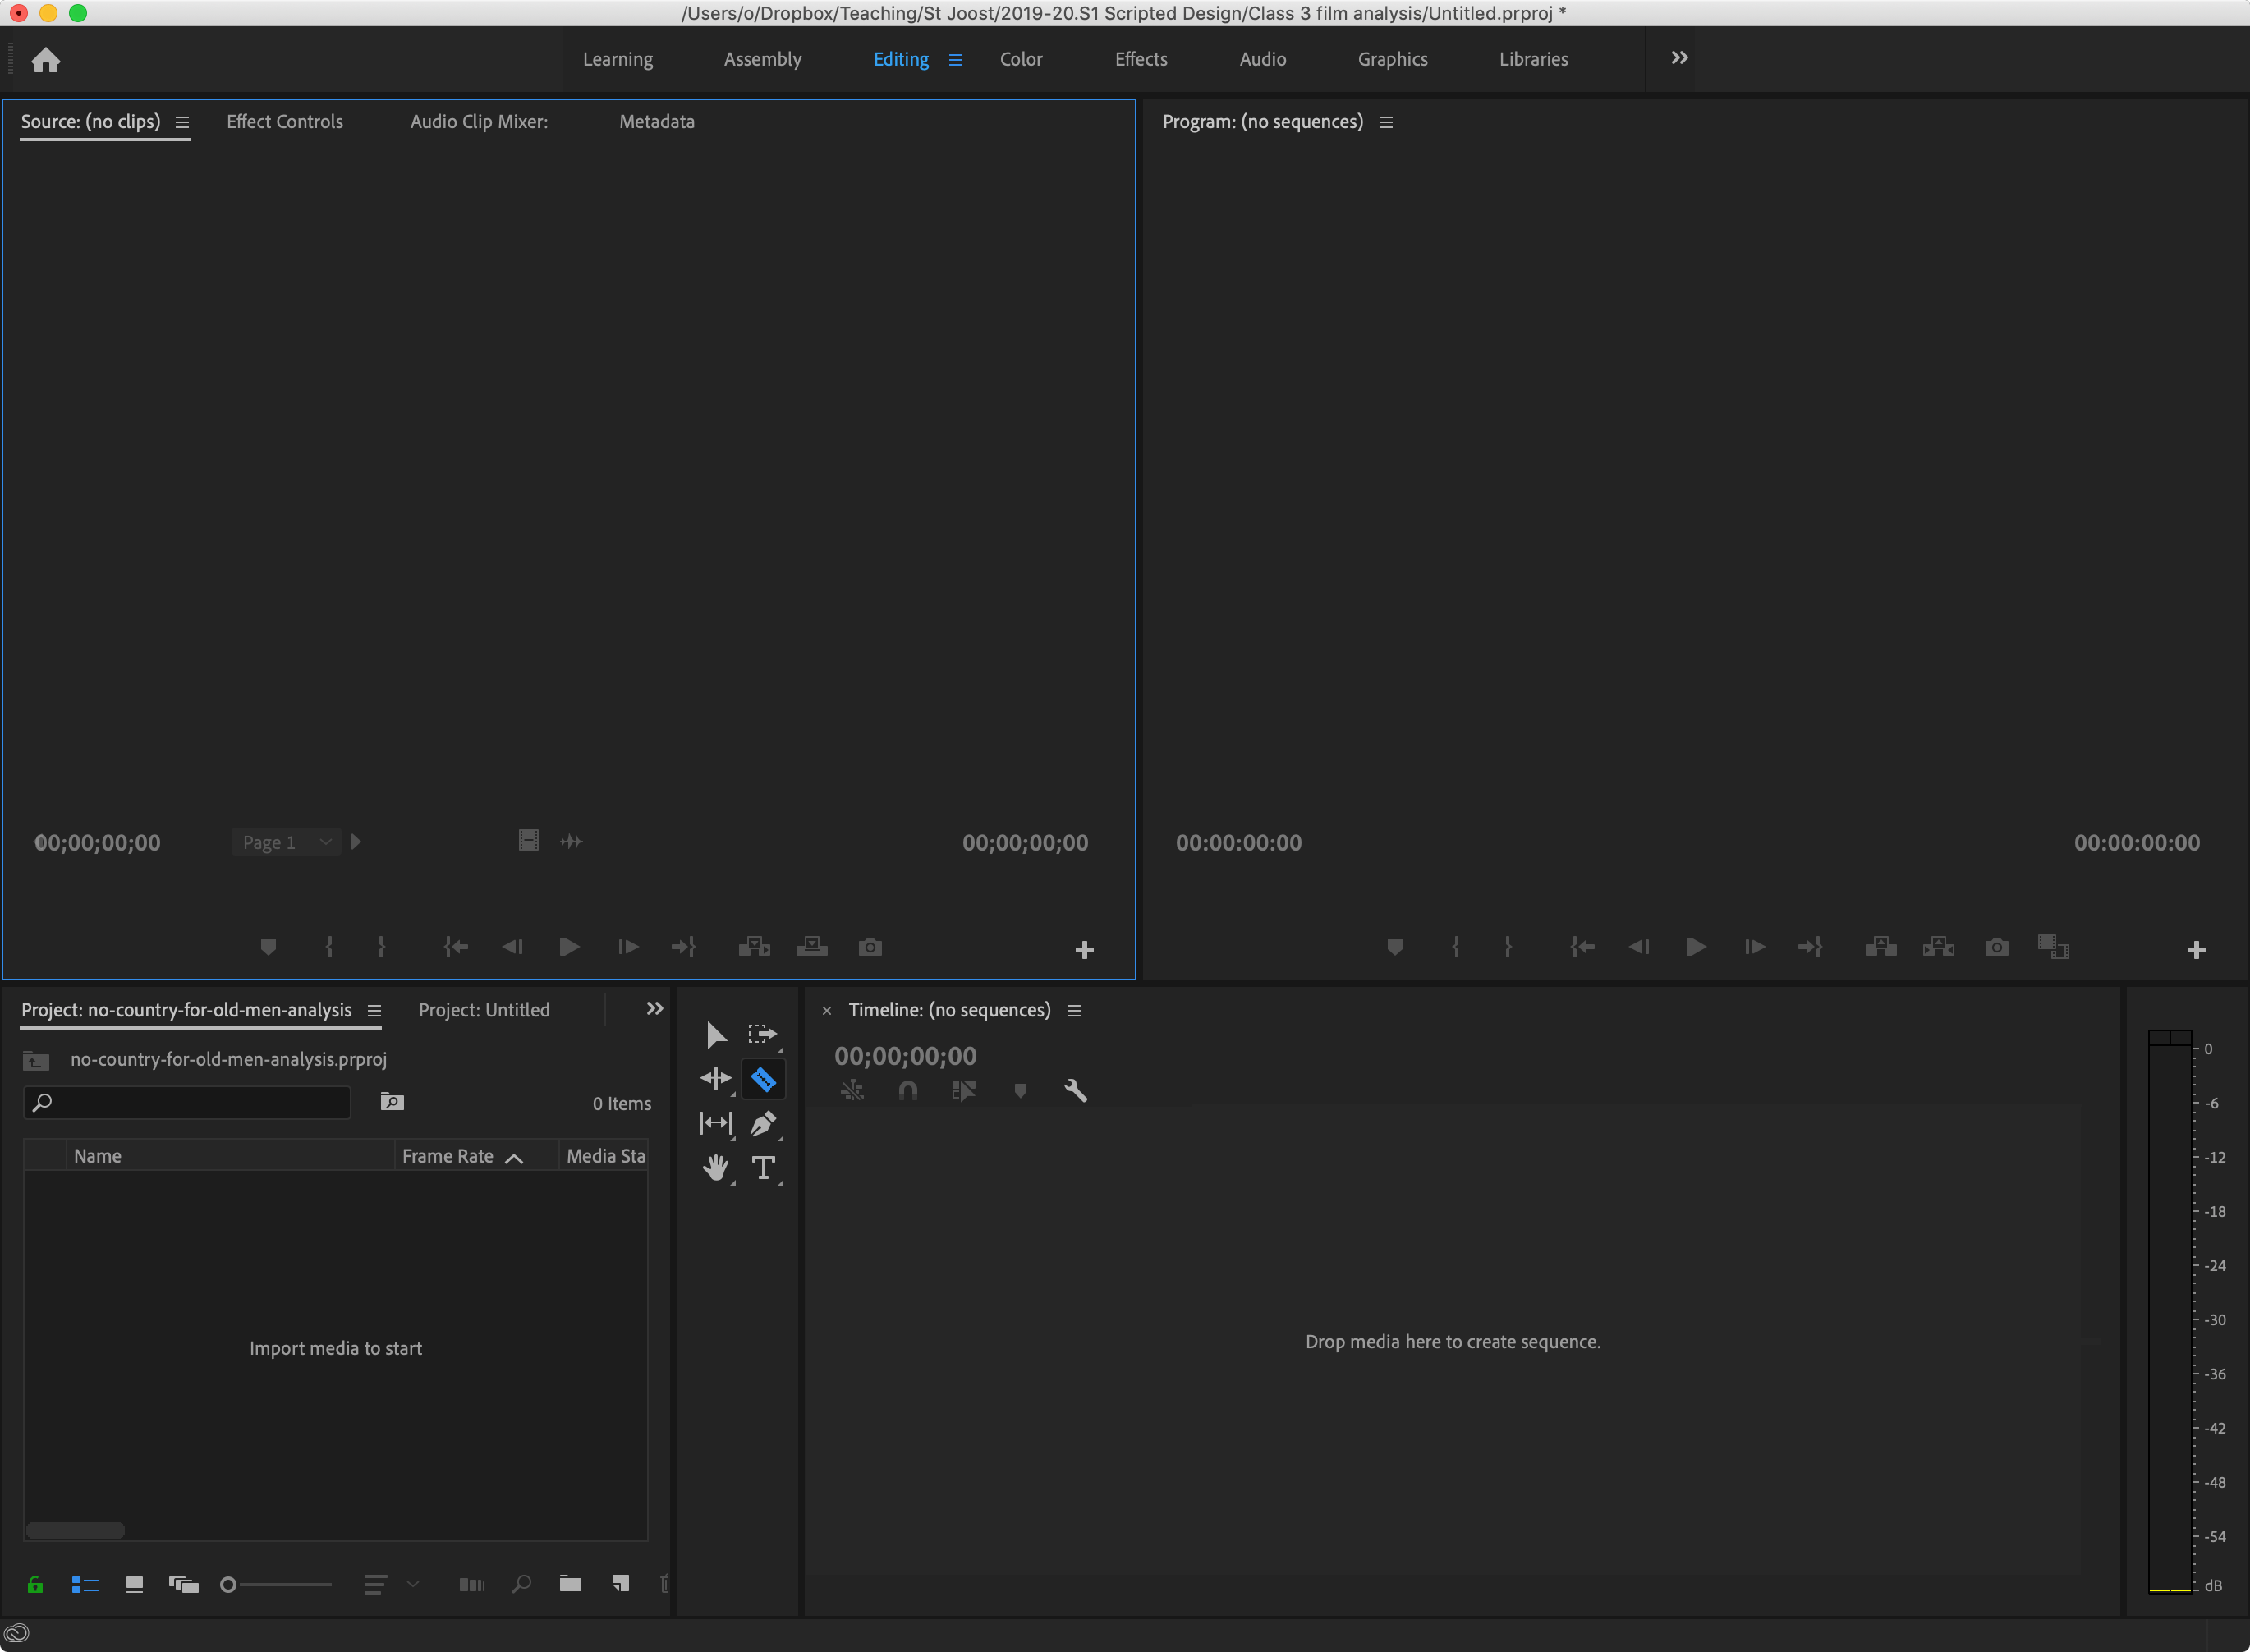 /Users/o/Dropbox/Teaching/St Joost/2019-20.S1 Scripted Design/Class 3 film analysis/Untitled.prproj *
Learning Assembly Editing Color Effects Audio Graphics Libraries
Source: (no clips) Effect Controls Audio Clip Mixer: Metadata
Program: (no sequences)
00;00;00;00 Page 1 00;00;00;00
00:00:00:00 00:00:00:00
Project: no-country-for-old-men-analysis Project: Untitled
no-country-for-old-men-analysis.prproj
0 Items
Name Frame Rate Media Sta
Import media to start
Timeline: (no sequences)
00;00;00;00
Drop media here to create sequence.
0
-6
-12
-18
-24
-30
-36
-42
-48
-54
dB